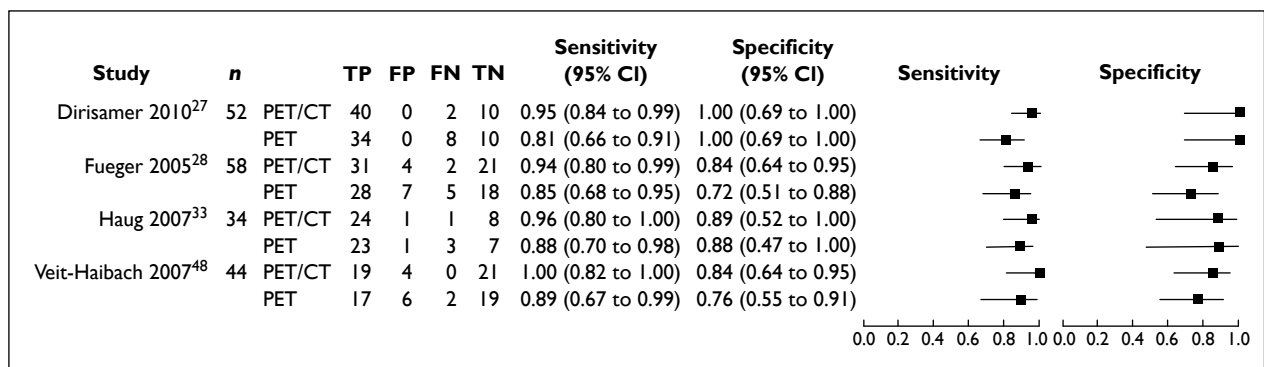 Sensitivity Specificity
Study n TP FP FN TN (95% CI) (95% CI) Sensitivity Specificity
Dirisamer 2010²⁷ 52 PET/CT 40 0 2 10 0.95 (0.84 to 0.99) 1.00 (0.69 to 1.00)
PET 34 0 8 10 0.81 (0.66 to 0.91) 1.00 (0.69 to 1.00)
Fueger 2005²⁸ 58 PET/CT 31 4 2 21 0.94 (0.80 to 0.99) 0.84 (0.64 to 0.95)
PET 28 7 5 18 0.85 (0.68 to 0.95) 0.72 (0.51 to 0.88)
Haug 2007³³ 34 PET/CT 24 1 1 8 0.96 (0.80 to 1.00) 0.89 (0.52 to 1.00)
PET 23 1 3 7 0.88 (0.70 to 0.98) 0.88 (0.47 to 1.00)
Veit-Haibach 2007⁴⁸ 44 PET/CT 19 4 0 21 1.00 (0.82 to 1.00) 0.84 (0.64 to 0.95)
PET 17 6 2 19 0.89 (0.67 to 0.99) 0.76 (0.55 to 0.91)
0.0 0.2 0.4 0.6 0.8 1.0 0.0 0.2 0.4 0.6 0.8 1.0